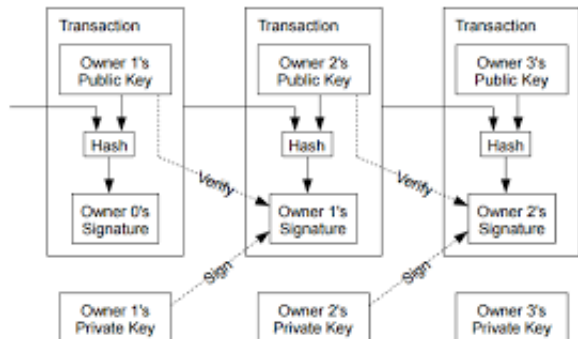 Transaction
Owner 1's
Public Key
Hash
Owner 0's
Signature
Transaction
Owner 2's
Public Key
Hash
Verify
Owner 1's
Signature
Sign
Transaction
Owner 3's
Public Key
Hash
Verify
Owner 2's
Signature
Sign
Owner 1's
Private Key
Owner 2's
Private Key
Owner 3's
Private Key